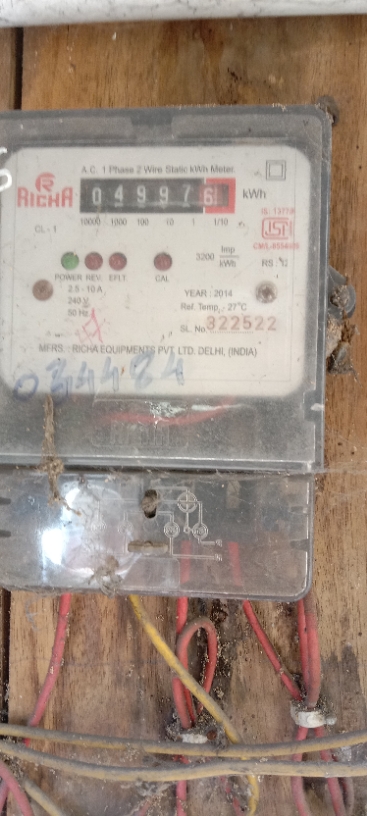 A.C. 1 Phase 2 Wire Static kWh Meter
RICHA
049976 kWh
10000 1000 100 10 1 1/10
IS: 13779
CL - 1
ISI
3200 Imp/kWh
POWER REV. EFLT CAL
2.5 - 10 A
240 V
50 Hz
YEAR : 2014
Ref. Temp. - 27°C
SL. No. 322522
MFRS. : RICHA EQUIPMENTS PVT. LTD. DELHI, (INDIA)